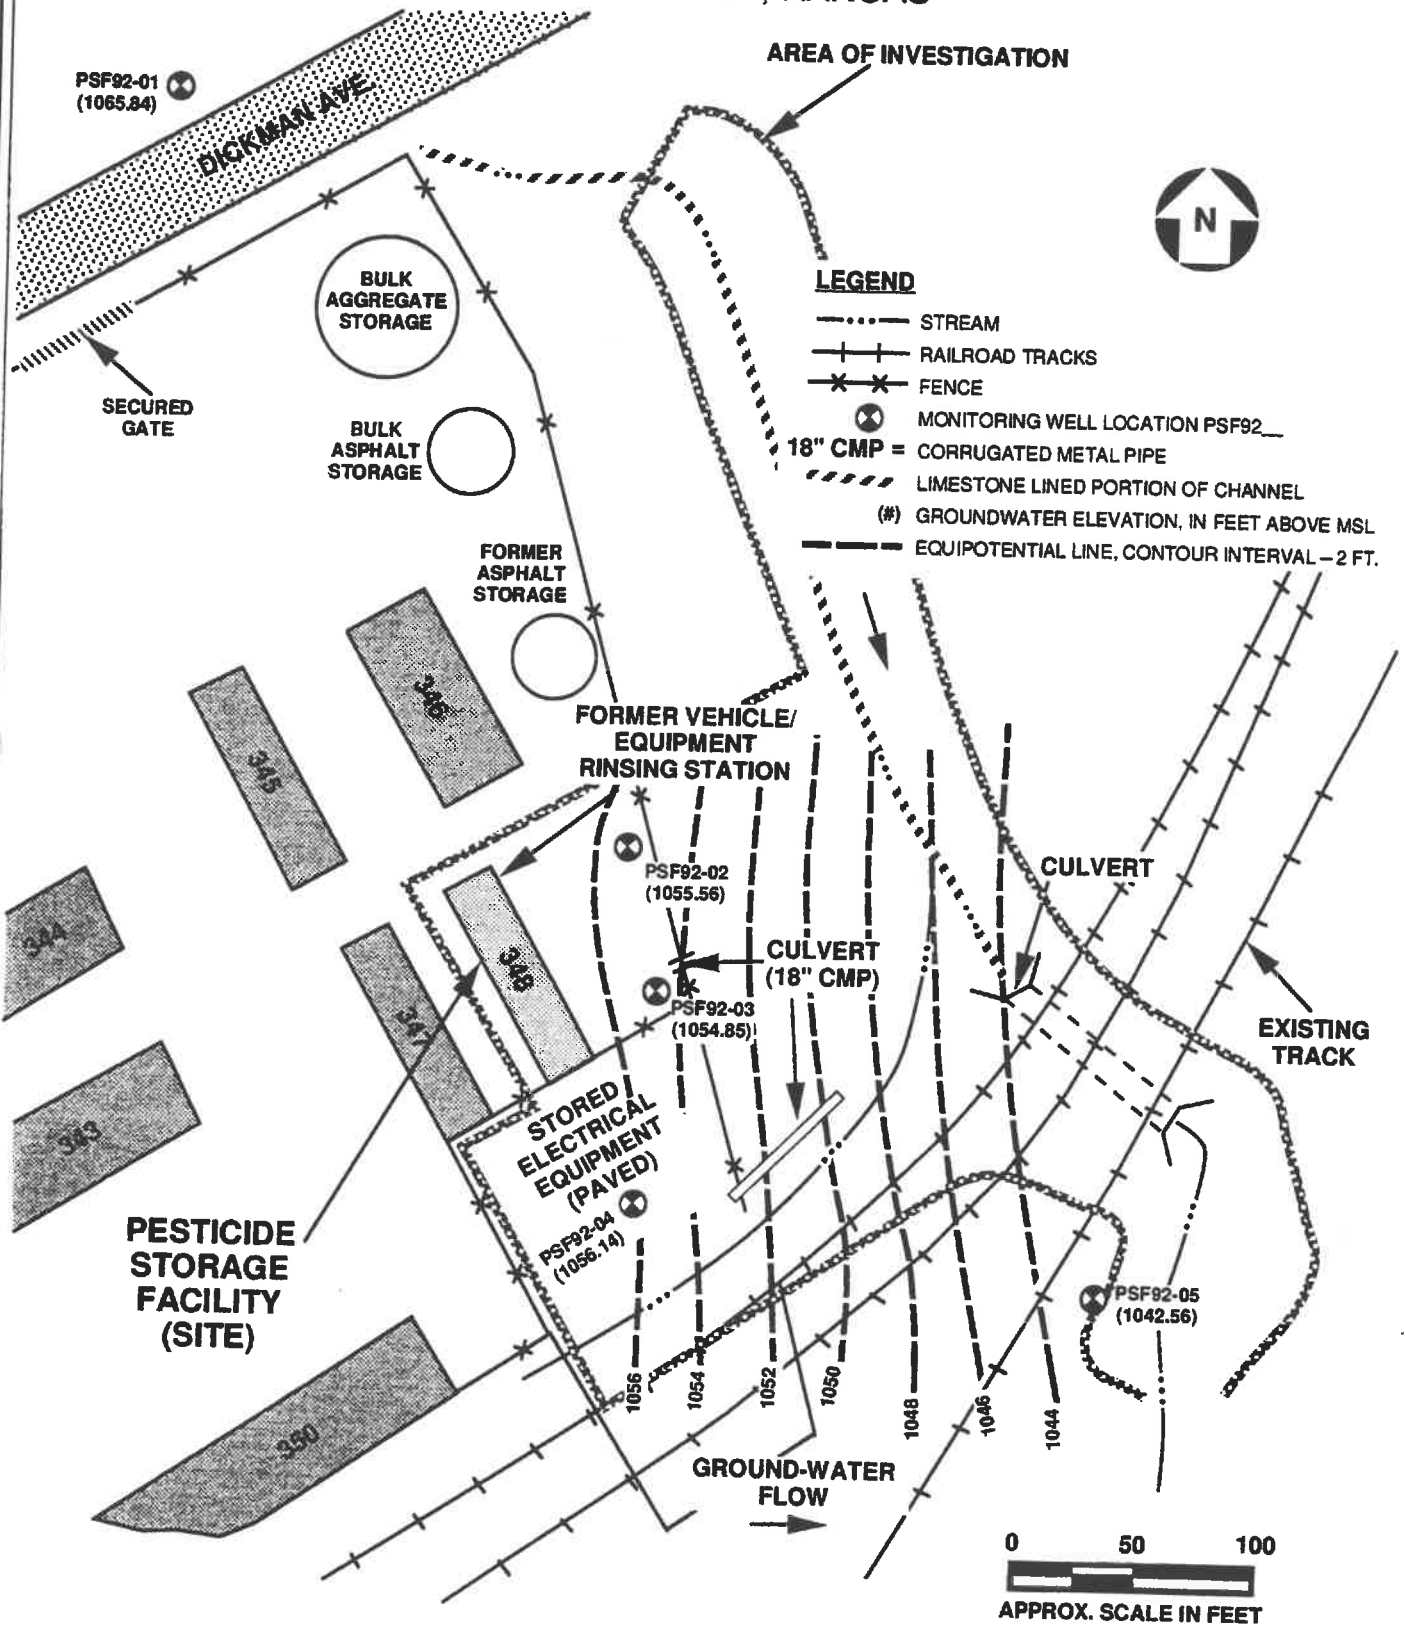 AREA OF INVESTIGATION
PSF92-01
(1065.84)
DICKMAN AVE.
N
BULK
AGGREGATE
STORAGE
SECURED
GATE
BULK
ASPHALT
STORAGE
LEGEND
STREAM
RAILROAD TRACKS
FENCE
MONITORING WELL LOCATION PSF92__
18" CMP = CORRUGATED METAL PIPE
LIMESTONE LINED PORTION OF CHANNEL
(#) GROUNDWATER ELEVATION, IN FEET ABOVE MSL
EQUIPOTENTIAL LINE, CONTOUR INTERVAL – 2 FT.
FORMER
ASPHALT
STORAGE
346
345
FORMER VEHICLE/
EQUIPMENT
RINSING STATION
PSF92-02
(1055.56)
CULVERT
344
348
347
343
CULVERT
(18" CMP)
PSF92-03
(1054.85)
EXISTING
TRACK
STORED
ELECTRICAL
EQUIPMENT
(PAVED)
PSF92-04
(1056.14)
PESTICIDE
STORAGE
FACILITY
(SITE)
PSF92-05
(1042.56)
350
1056
1054
1052
1050
1048
1046
1044
GROUND-WATER
FLOW
0 50 100
APPROX. SCALE IN FEET